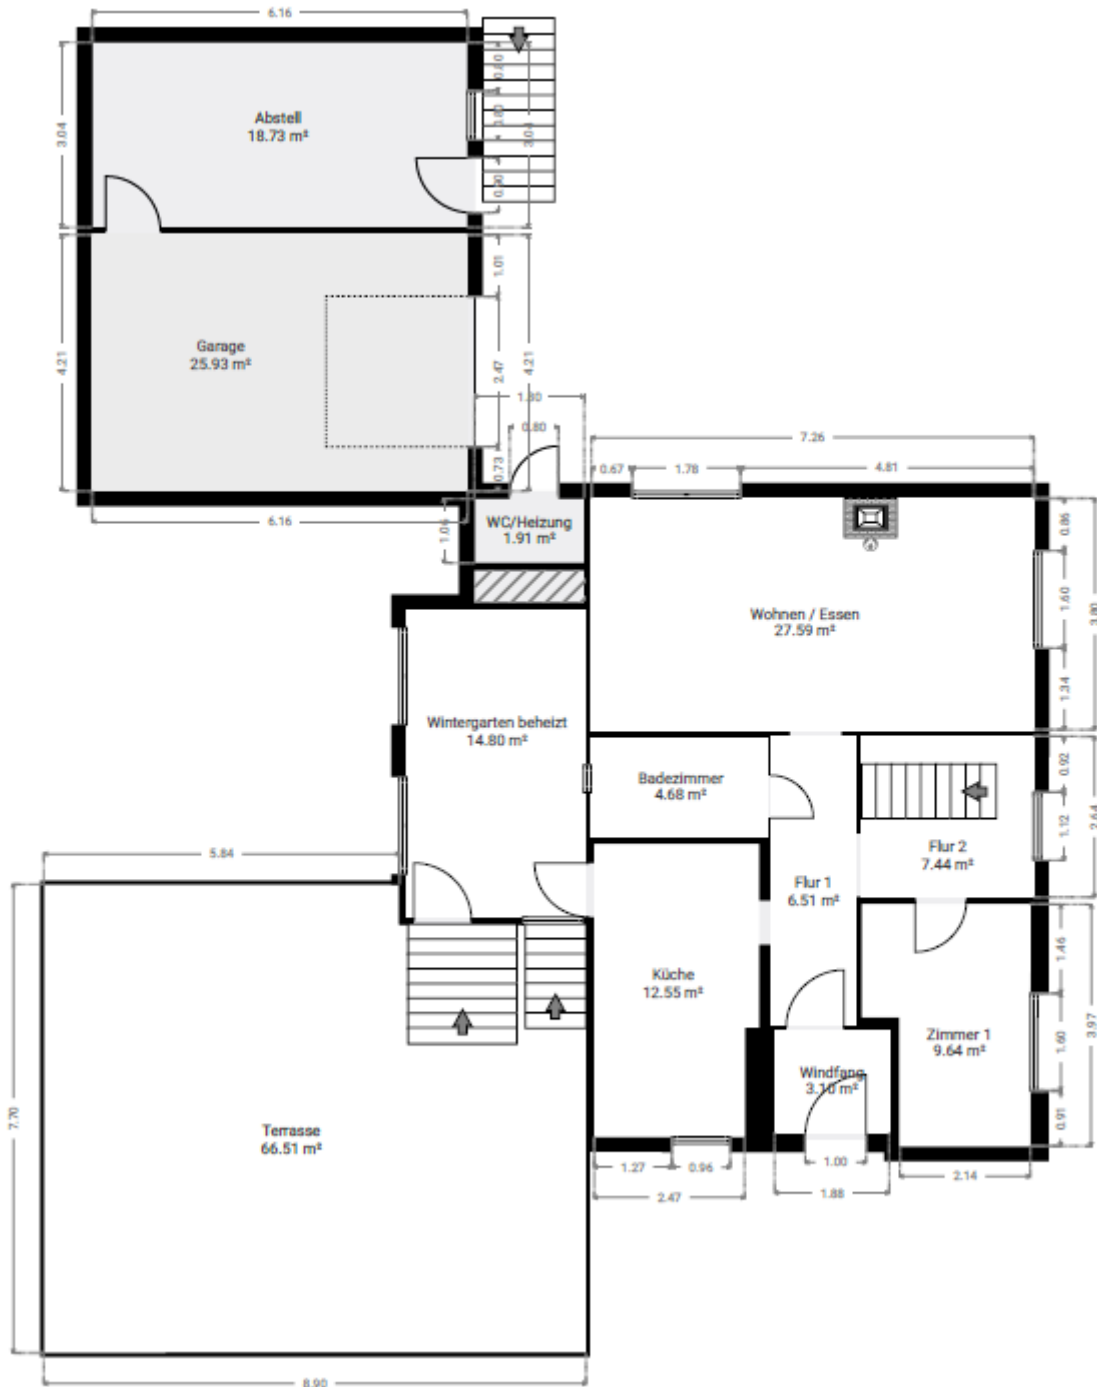 6.16
Abstell
18.73 m²
3.04
0.80
0.80
3.04
0.90
Garage
25.93 m²
4.21
1.01
2.47
4.21
0.73
1.80
0.80
6.16
WC/Heizung
1.91 m²
7.26
0.67
1.78
4.81
0.86
1.60
3.80
1.34
Wohnen / Essen
27.59 m²
Wintergarten beheizt
14.80 m²
Badezimmer
4.68 m²
0.92
1.12
2.64
Flur 2
7.44 m²
Flur 1
6.51 m²
5.84
Küche
12.55 m²
Zimmer 1
9.64 m²
1.46
1.60
3.97
0.91
Windfang
3.10 m²
7.70
Terrasse
66.51 m²
1.27
0.96
2.47
1.00
1.88
2.14
8.90